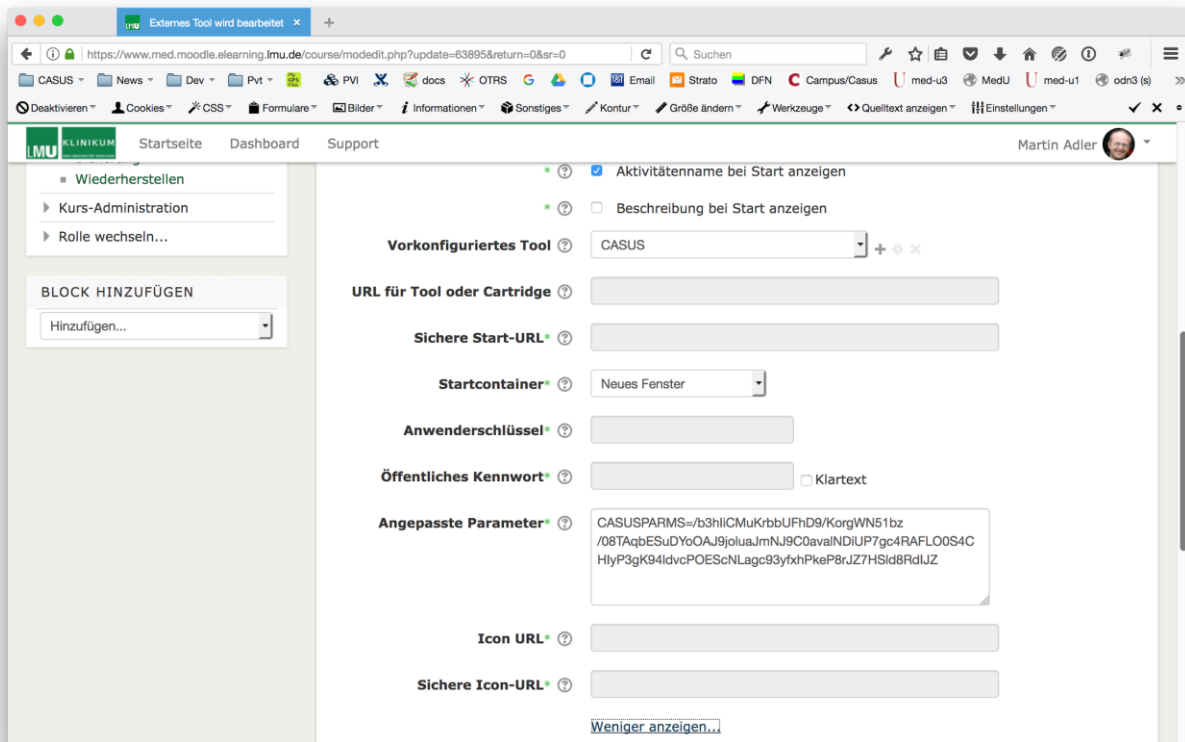 Externes Tool wird bearbeitet × +
https://www.med.moodle.elearning.lmu.de/course/modedit.php?update=63895&return=0&sr=0 Suchen
CASUS News Dev Pvt PVI docs OTRS Email Strato DFN Campus/Casus med-u3 MedU med-u1 odn3 (s)
Deaktivieren Cookies CSS Formulare Bilder Informationen Sonstiges Kontur Größe ändern Werkzeuge Quelltext anzeigen Einstellungen
LMU KLINIKUM Startseite Dashboard Support Martin Adler
Wiederherstellen
Kurs-Administration
Rolle wechseln...
BLOCK HINZUFÜGEN
Hinzufügen...
* Aktivitätenname bei Start anzeigen
* Beschreibung bei Start anzeigen
Vorkonfiguriertes Tool CASUS
URL für Tool oder Cartridge
Sichere Start-URL*
Startcontainer* Neues Fenster
Anwenderschlüssel*
Öffentliches Kennwort* Klartext
Angepasste Parameter* CASUSPARMS=/b3hIiCMuKrbbUFhD9/KorgWN51bz
/08TAqbESuDYoOAJ9joluaJmNJ9C0avalNDiUP7gc4RAFLO0S4C
HIyP3gK94ldvcPOEScNLagc93yfxhPkeP8rJZ7HSld8RdIJZ
Icon URL*
Sichere Icon-URL*
Weniger anzeigen...